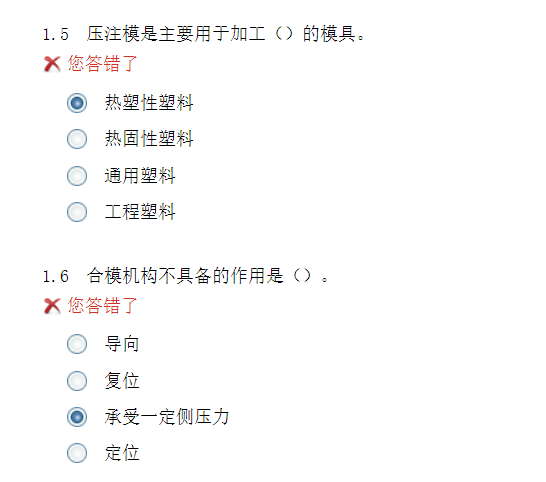 1.5 压注模是主要用于加工（）的模具。
您答错了
热塑性塑料
热固性塑料
通用塑料
工程塑料
1.6 合模机构不具备的作用是（）。
您答错了
导向
复位
承受一定侧压力
定位